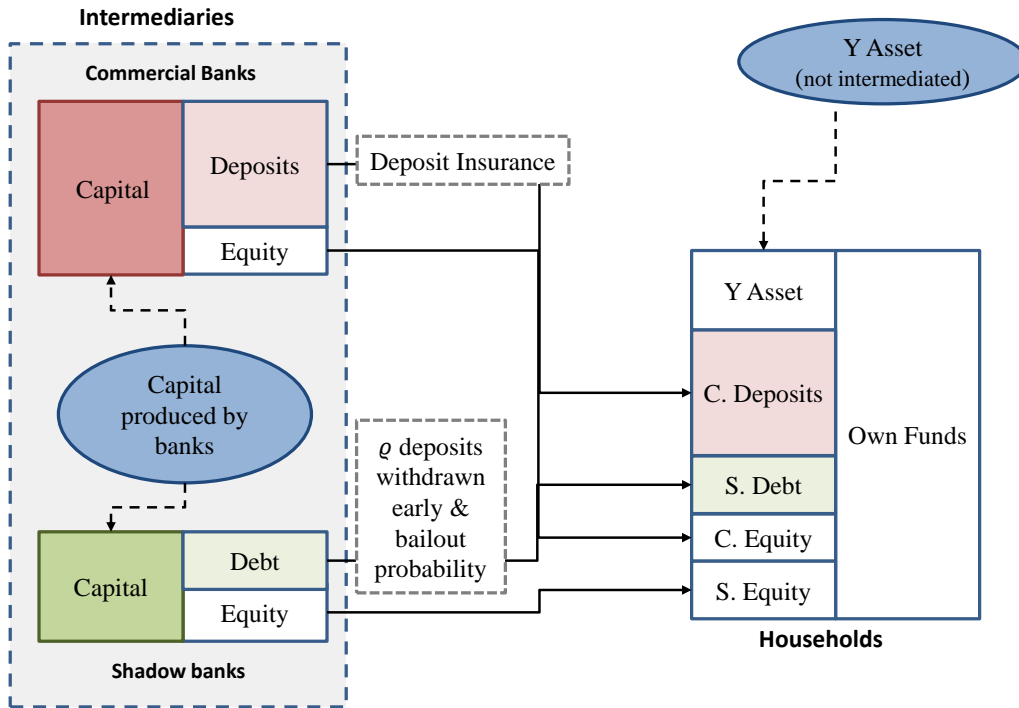 Intermediaries
Commercial Banks
Capital
Deposits
Equity
Deposit Insurance
Y Asset
(not intermediated)
Capital
produced by
banks
ϱ deposits
withdrawn
early &
bailout
probability
Capital
Debt
Equity
Shadow banks
Y Asset
C. Deposits
S. Debt
C. Equity
S. Equity
Own Funds
Households